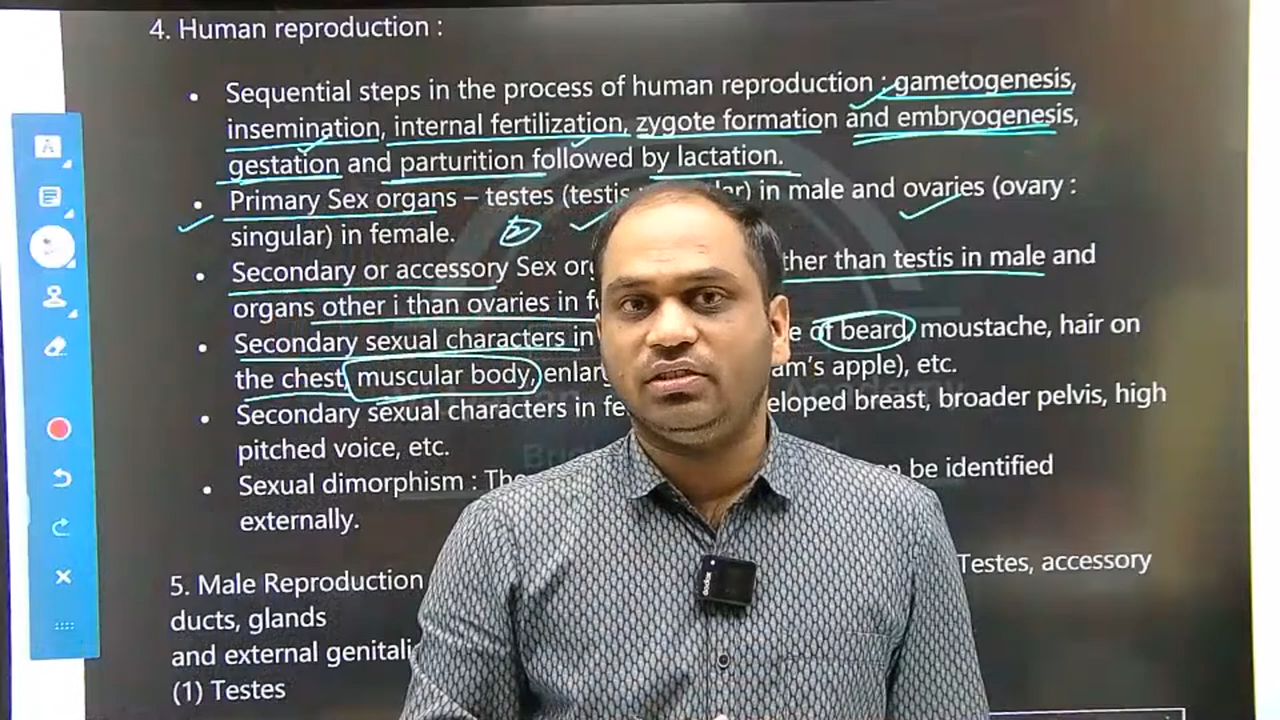 4. Human reproduction :
• Sequential steps in the process of human reproduction : gametogenesis,
insemination, internal fertilization, zygote formation and embryogenesis,
gestation and parturition followed by lactation.
• Primary Sex organs – testes (testis lar) in male and ovaries (ovary :
singular) in female. 2
• Secondary or accessory Sex ther than testis in male and
organs other i than ovaries in
• Secondary sexual characters in of beard, moustache, hair on
the chest, muscular body, am's apple), etc.
• Secondary sexual characters in eloped breast, broader pelvis, high
pitched voice, etc.
• Sexual dimorphism : be identified
externally.
5. Male Reproduction Testes, accessory
ducts, glands
and external genitali
(1) Testes
A
Godox